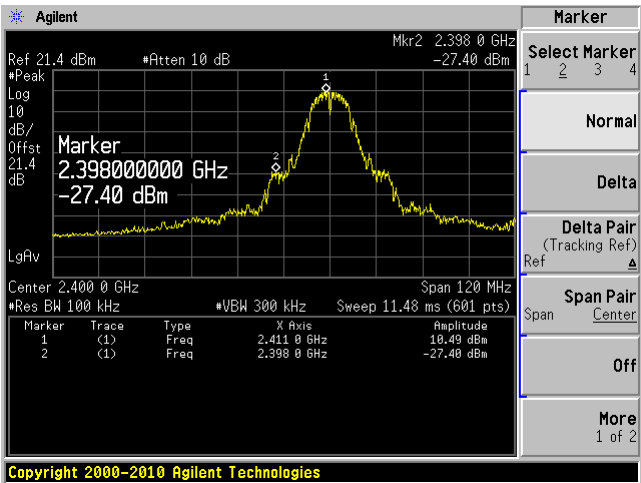 Agilent
Marker
Mkr2 2.398 0 GHz
Ref 21.4 dBm #Atten 10 dB -27.40 dBm
#Peak
Log
10
dB/
Offst
21.4
dB
LgAv
1
2
Marker
2.398000000 GHz
-27.40 dBm
Center 2.400 0 GHz Span 120 MHz
#Res BW 100 kHz #VBW 300 kHz Sweep 11.48 ms (601 pts)
Marker Trace Type X Axis Amplitude
1 (1) Freq 2.411 0 GHz 10.49 dBm
2 (1) Freq 2.398 0 GHz -27.40 dBm
Select Marker
1 2 3 4
Normal
Delta
Delta Pair
(Tracking Ref)
Ref Δ
Span Pair
Span Center
Off
More
1 of 2
Copyright 2000-2010 Agilent Technologies